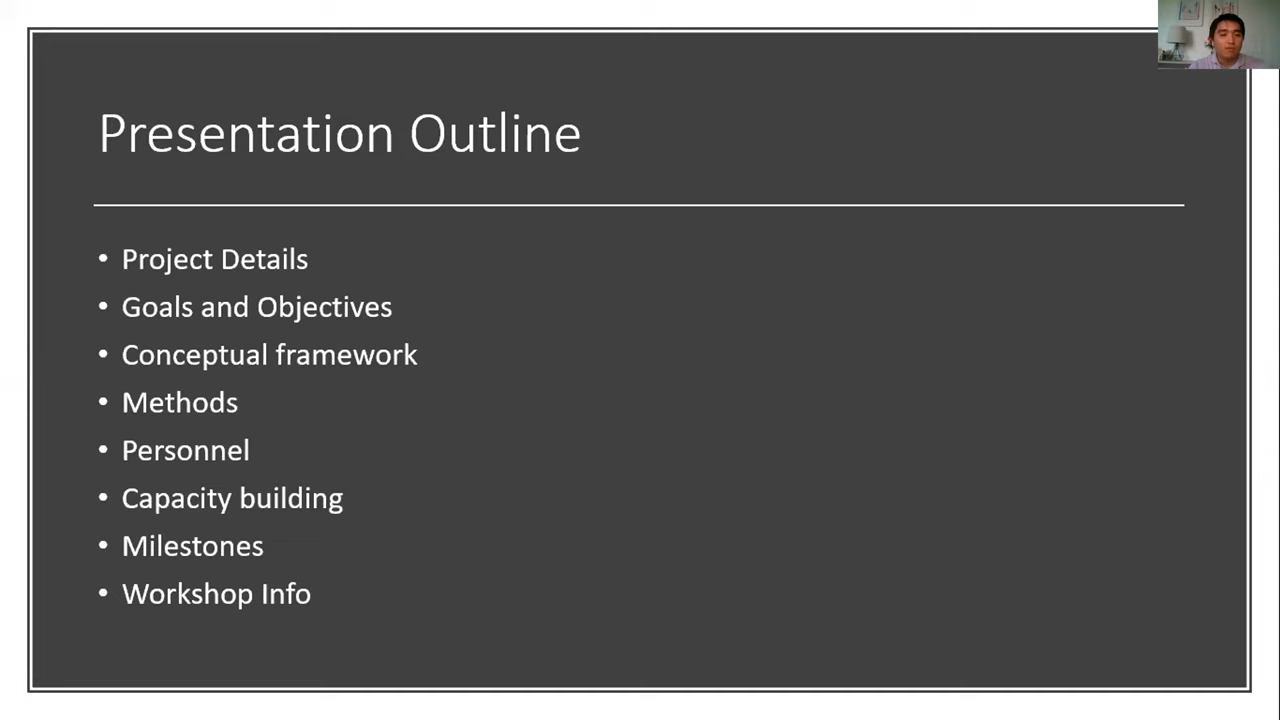 Presentation Outline
• Project Details
• Goals and Objectives
• Conceptual framework
• Methods
• Personnel
• Capacity building
• Milestones
• Workshop Info